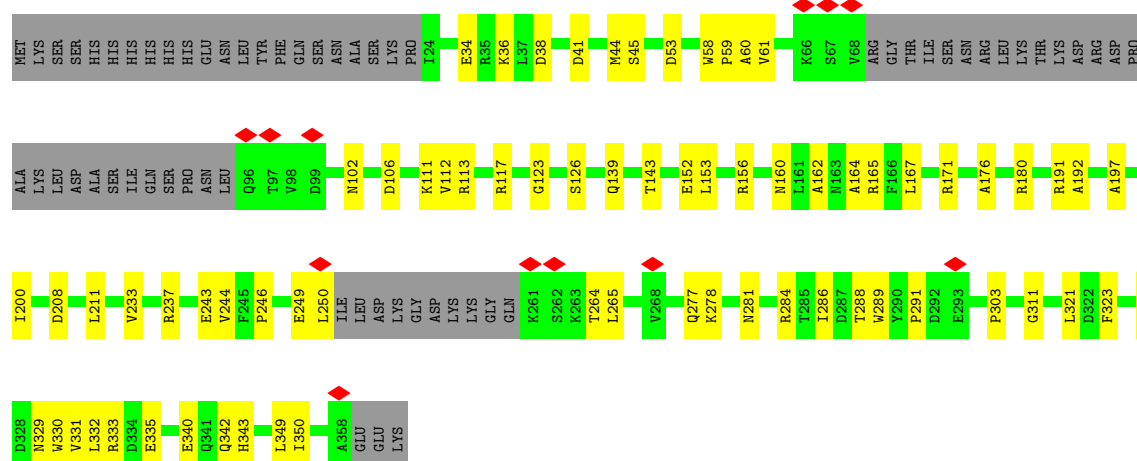 MET LYS SER SER HIS HIS HIS HIS HIS HIS GLU ASN LEU TYR PHE GLN SER ASN ALA SER LYS PRO I24 E34 R35 K36 L37 D38 D41 M44 S45 D53 W58 P59 A60 V61 K66 S67 V68 ARG GLY THR ILE SER ASN ARG LEU LYS THR LYS ASP ARG ASP PRO
ALA LYS LEU ASP ALA SER ILE GLN SER PRO ASN LEU Q96 T97 V98 D99 N102 D106 K111 V112 R113 R117 G123 S126 Q139 T143 E152 L153 R156 N160 L161 A162 N163 A164 R165 F166 L167 R171 A176 R180 R191 A192 A197
I200 D208 L211 V233 R237 E243 V244 F245 P246 E249 L250 ILE LEU ASP LYS GLY ASP LYS LYS GLY GLN K261 S262 K263 T264 L265 V268 Q277 K278 N281 R284 T285 I286 D287 T288 W289 Y290 P291 D292 E293 P303 G311 L321 D322 F323
D328 N329 W330 V331 L332 R333 D334 E335 E340 Q341 Q342 H343 L349 I350 A358 GLU GLU LYS